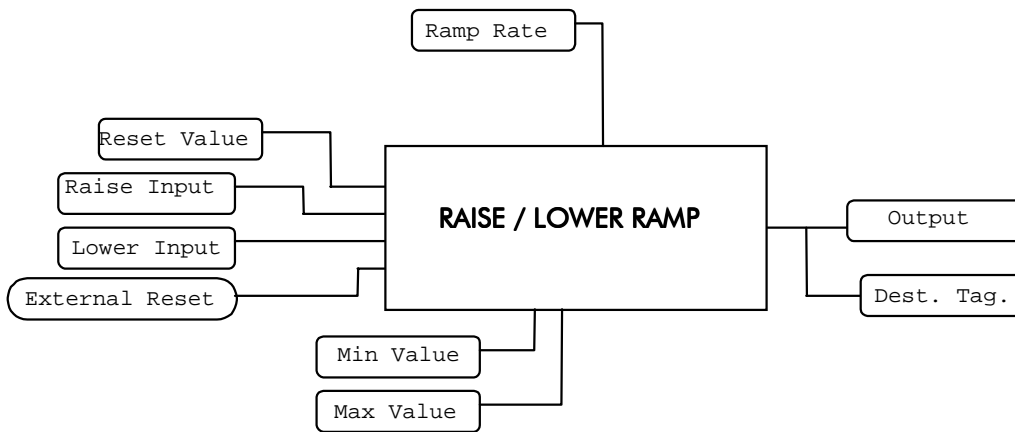 Ramp Rate
Reset Value
Raise Input
RAISE / LOWER RAMP
Output
Lower Input
External Reset
Dest. Tag.
Min Value
Max Value